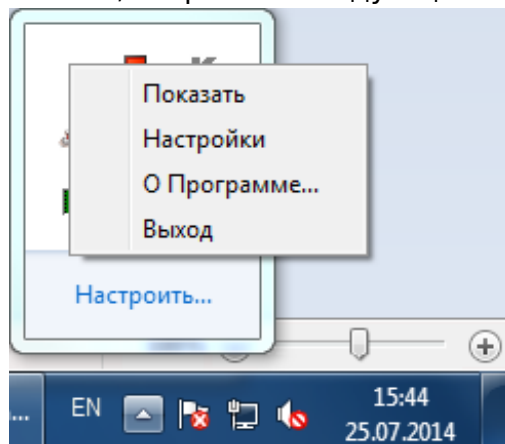 Показать
Настройки
О Программе...
Выход
Настроить...
EN
15:44
25.07.2014